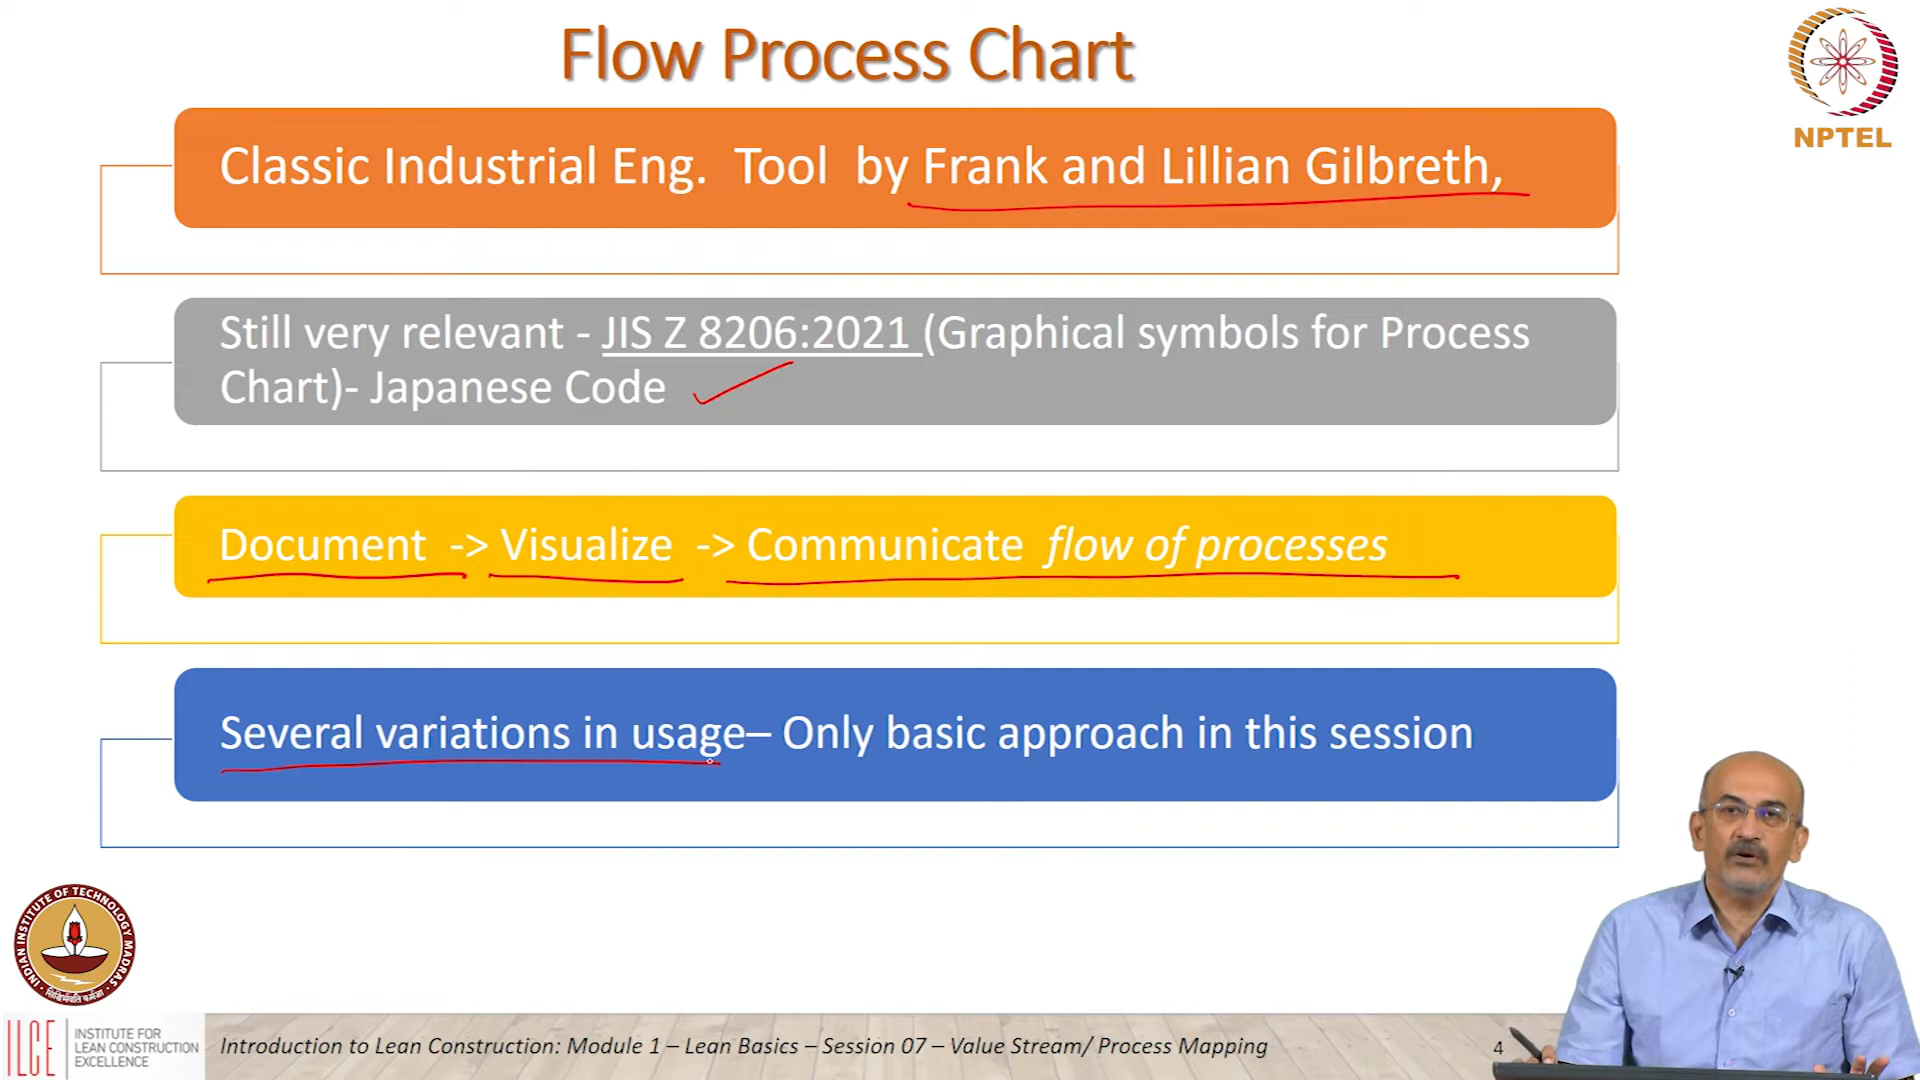 Flow Process Chart
NPTEL
Classic Industrial Eng. Tool by Frank and Lillian Gilbreth,
Still very relevant - JIS Z 8206:2021 (Graphical symbols for Process
Chart)- Japanese Code
Document -> Visualize -> Communicate flow of processes
Several variations in usage– Only basic approach in this session
INDIAN INSTITUTE OF TECHNOLOGY MADRAS
सिद्धिर्भवति कर्मजा
ILCE
INSTITUTE FOR
LEAN CONSTRUCTION
EXCELLENCE
Introduction to Lean Construction: Module 1 – Lean Basics – Session 07 – Value Stream/ Process Mapping
4